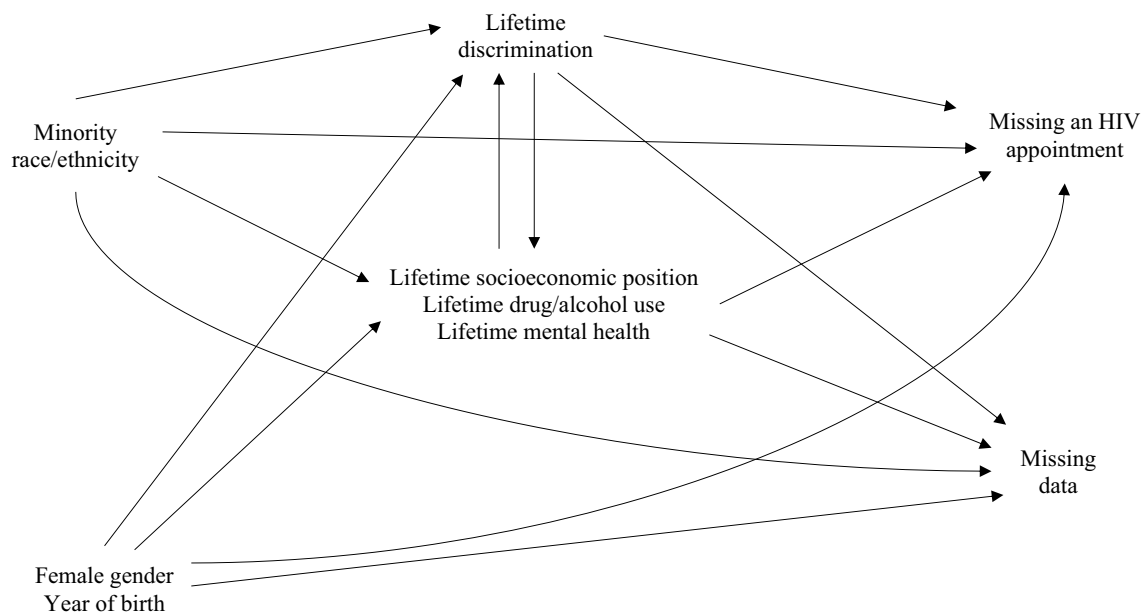 Lifetime
discrimination
Minority
race/ethnicity
Missing an HIV
appointment
Lifetime socioeconomic position
Lifetime drug/alcohol use
Lifetime mental health
Missing
data
Female gender
Year of birth